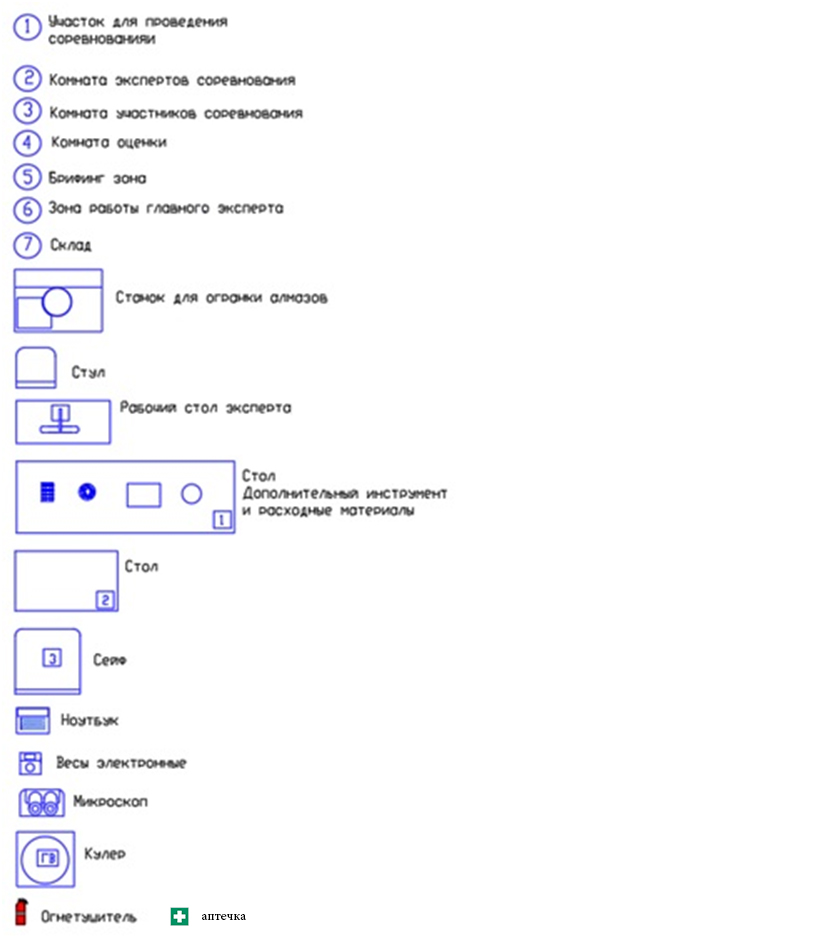 1 Участок для проведения
соревнованияи
2 Комната экспертов соревнования
3 Комната участников соревнования
4 Комната оценки
5 Брифинг зона
6 Зона работы главного эксперта
7 Склад
Станок для огранки алмазов
Стул
Рабочий стол эксперта
Стол
Дополнительный инструмент
и расходные материалы
1
Стол
2
3 Сейф
Ноутбук
Весы электронные
Микроскоп
ГВ Кулер
Огнетушитель аптечка